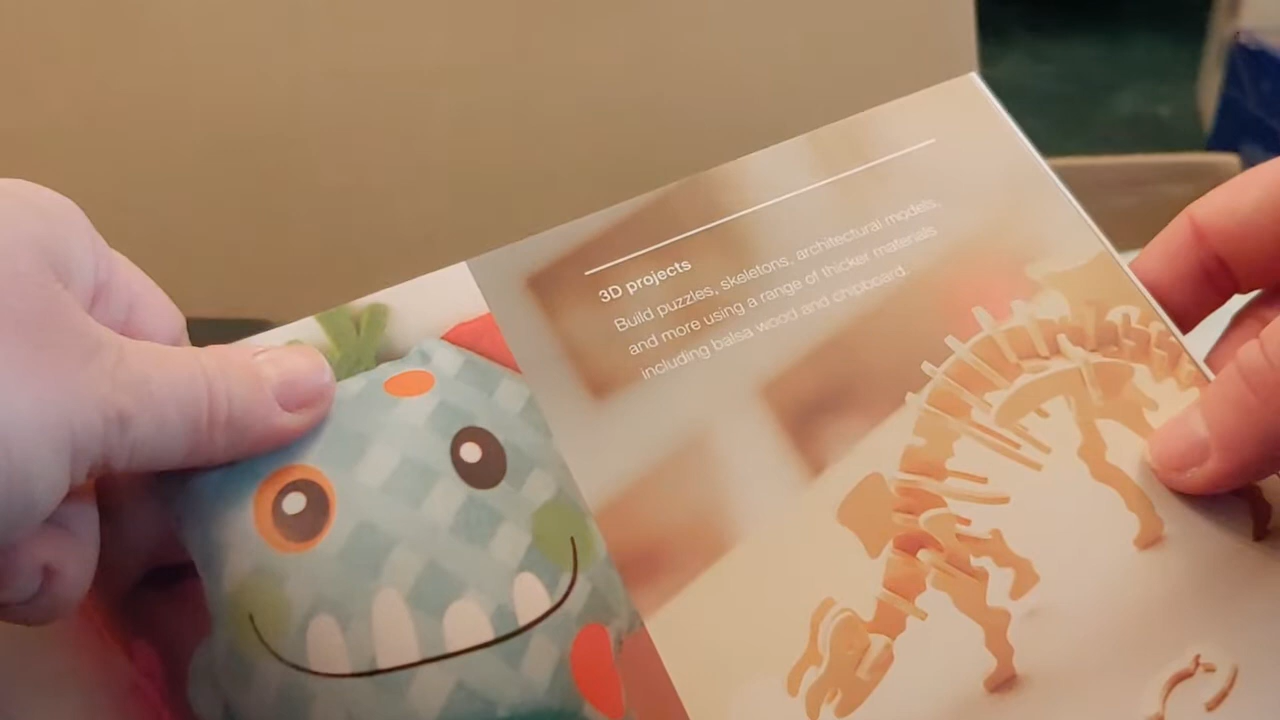 3D projects
Build puzzles, skeletons, architectural models,
and more using a range of thicker materials
including balsa wood and chipboard.